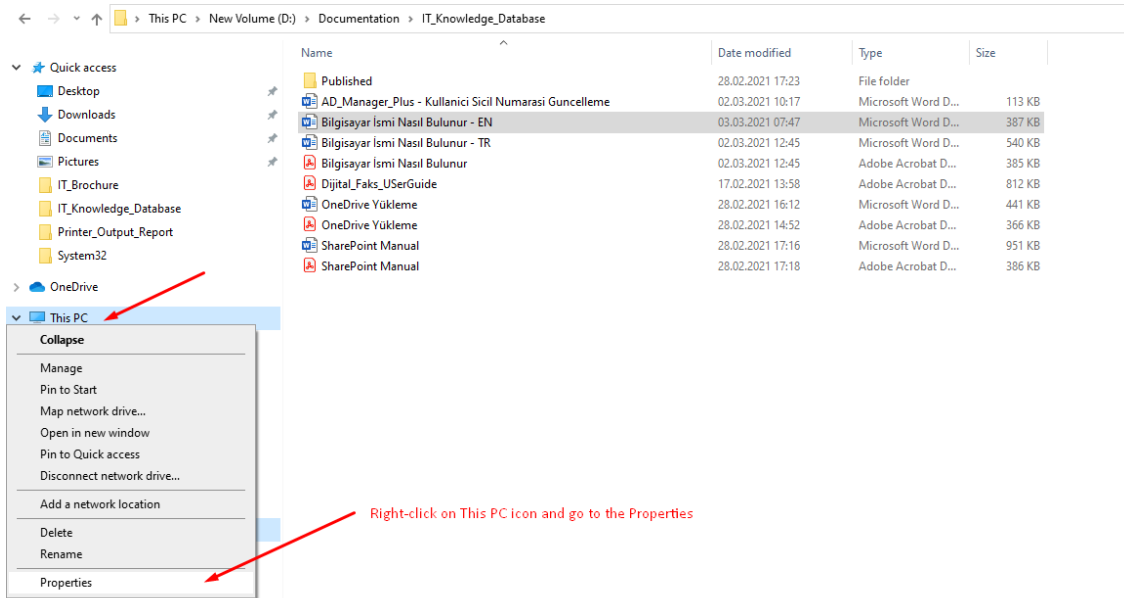 This PC > New Volume (D:) > Documentation > IT_Knowledge_Database
Name Date modified Type Size
Quick access
Desktop
Downloads
Documents
Pictures
IT_Brochure
IT_Knowledge_Database
Printer_Output_Report
System32
OneDrive
This PC
Published 28.02.2021 17:23 File folder
AD_Manager_Plus - Kullanici Sicil Numarasi Guncelleme 02.03.2021 10:17 Microsoft Word D... 113 KB
Bilgisayar İsmi Nasıl Bulunur - EN 03.03.2021 07:47 Microsoft Word D... 387 KB
Bilgisayar İsmi Nasıl Bulunur - TR 02.03.2021 12:45 Microsoft Word D... 540 KB
Bilgisayar İsmi Nasıl Bulunur 02.03.2021 12:45 Adobe Acrobat D... 385 KB
Dijital_Faks_USerGuide 17.02.2021 13:58 Adobe Acrobat D... 812 KB
OneDrive Yükleme 28.02.2021 16:12 Microsoft Word D... 441 KB
OneDrive Yükleme 28.02.2021 14:52 Adobe Acrobat D... 366 KB
SharePoint Manual 28.02.2021 17:16 Microsoft Word D... 951 KB
SharePoint Manual 28.02.2021 17:18 Adobe Acrobat D... 386 KB
Collapse
Manage
Pin to Start
Map network drive...
Open in new window
Pin to Quick access
Disconnect network drive...
Add a network location
Delete
Rename
Properties
Right-click on This PC icon and go to the Properties